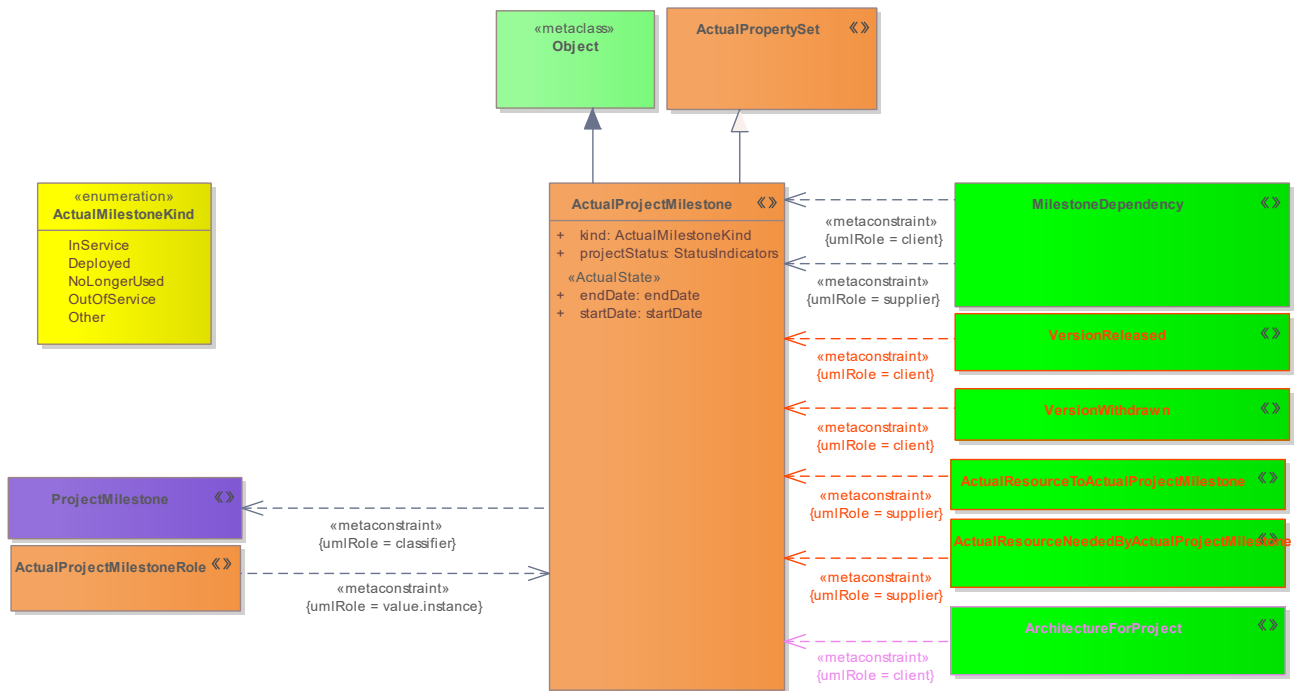 «metaclass»
Object
ActualPropertySet
«enumeration»
ActualMilestoneKind
InService
Deployed
NoLongerUsed
OutOfService
Other
ActualProjectMilestone
+ kind: ActualMilestoneKind
+ projectStatus: StatusIndicators
«ActualState»
+ endDate: endDate
+ startDate: startDate
MilestoneDependency
«metaconstraint»
{umlRole = client}
«metaconstraint»
{umlRole = supplier}
VersionReleased
«metaconstraint»
{umlRole = client}
VersionWithdrawn
«metaconstraint»
{umlRole = client}
ActualResourceToActualProjectMilestone
«metaconstraint»
{umlRole = supplier}
ActualResourceNeededByActualProjectMilestone
«metaconstraint»
{umlRole = supplier}
ArchitectureForProject
«metaconstraint»
{umlRole = client}
ProjectMilestone
«metaconstraint»
{umlRole = classifier}
ActualProjectMilestoneRole
«metaconstraint»
{umlRole = value.instance}